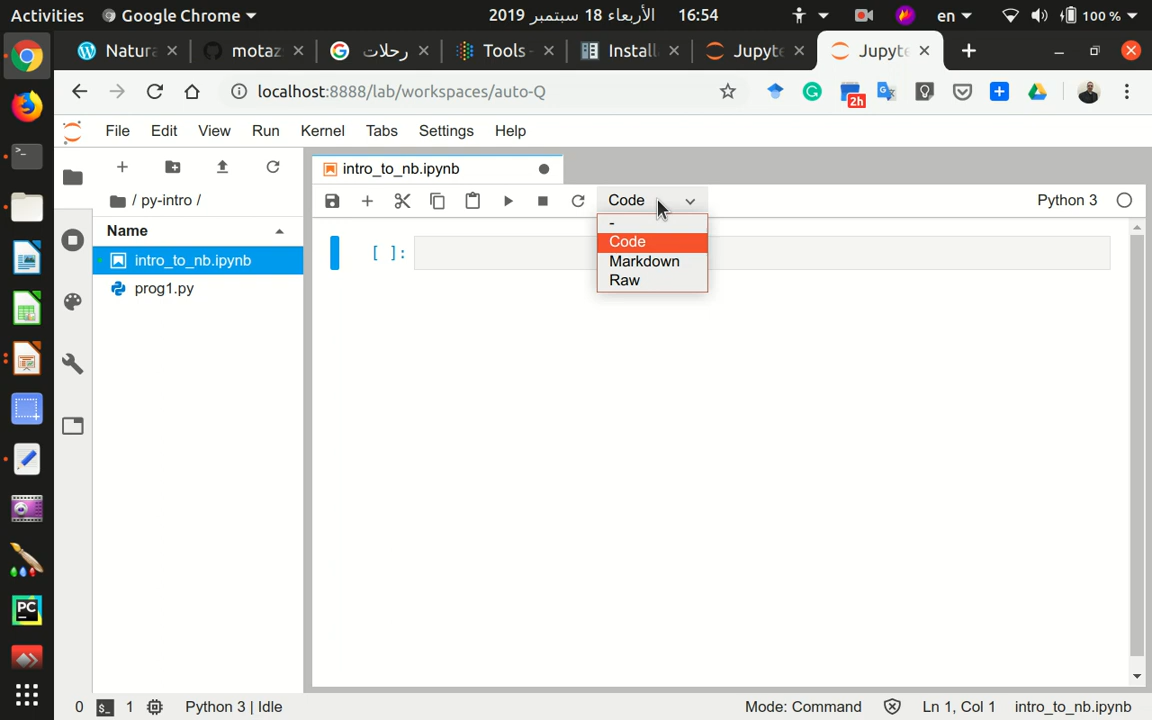 Activities Google Chrome 2019 الأربعاء 18 سبتمبر 16:54 en 100 %
Natura motaz رحلات Tools - Install Jupyte Jupyte
localhost:8888/lab/workspaces/auto-Q 2h
File Edit View Run Kernel Tabs Settings Help
intro_to_nb.ipynb
/ py-intro /
Code Python 3
Name
-
Code
[ ]:
intro_to_nb.ipynb
Markdown
Raw
prog1.py
PC
0 1 Python 3 | Idle Mode: Command Ln 1, Col 1 intro_to_nb.ipynb